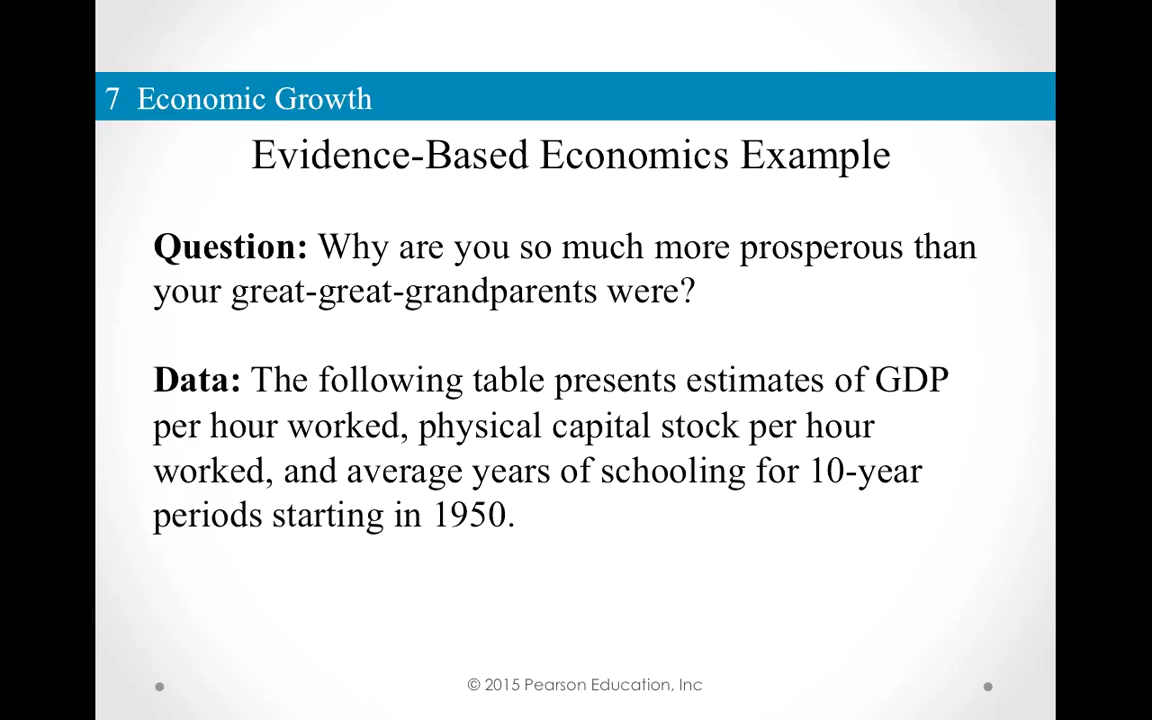 7 Economic Growth
Evidence-Based Economics Example
Question: Why are you so much more prosperous than
your great-great-grandparents were?
Data: The following table presents estimates of GDP
per hour worked, physical capital stock per hour
worked, and average years of schooling for 10-year
periods starting in 1950.
© 2015 Pearson Education, Inc